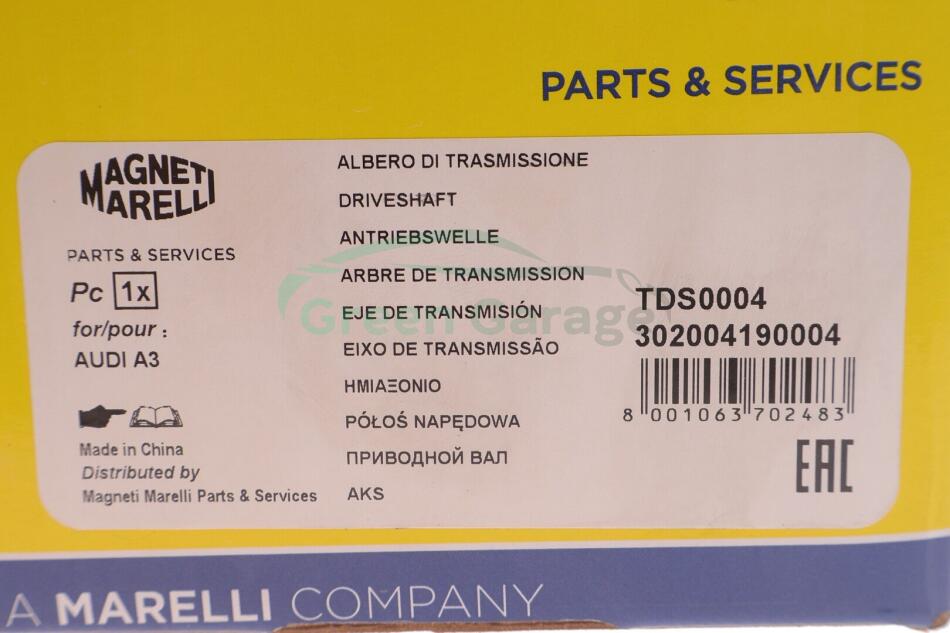 PARTS & SERVICES
MAGNETI
MARELLI
PARTS & SERVICES
Pc 1x
for/pour :
AUDI A3
Made in China
Distributed by
Magneti Marelli Parts & Services
ALBERO DI TRASMISSIONE
DRIVESHAFT
ANTRIEBSWELLE
ARBRE DE TRANSMISSION
EJE DE TRANSMISIÓN
EIXO DE TRANSMISSÃO
ΗΜΙΑΞΟΝΙΟ
PÓŁOŚ NAPĘDOWA
ПРИВОДНОЙ ВАЛ
AKS
Green Garage
TDS0004
302004190004
8 001063 702483
EAC
A MARELLI COMPANY